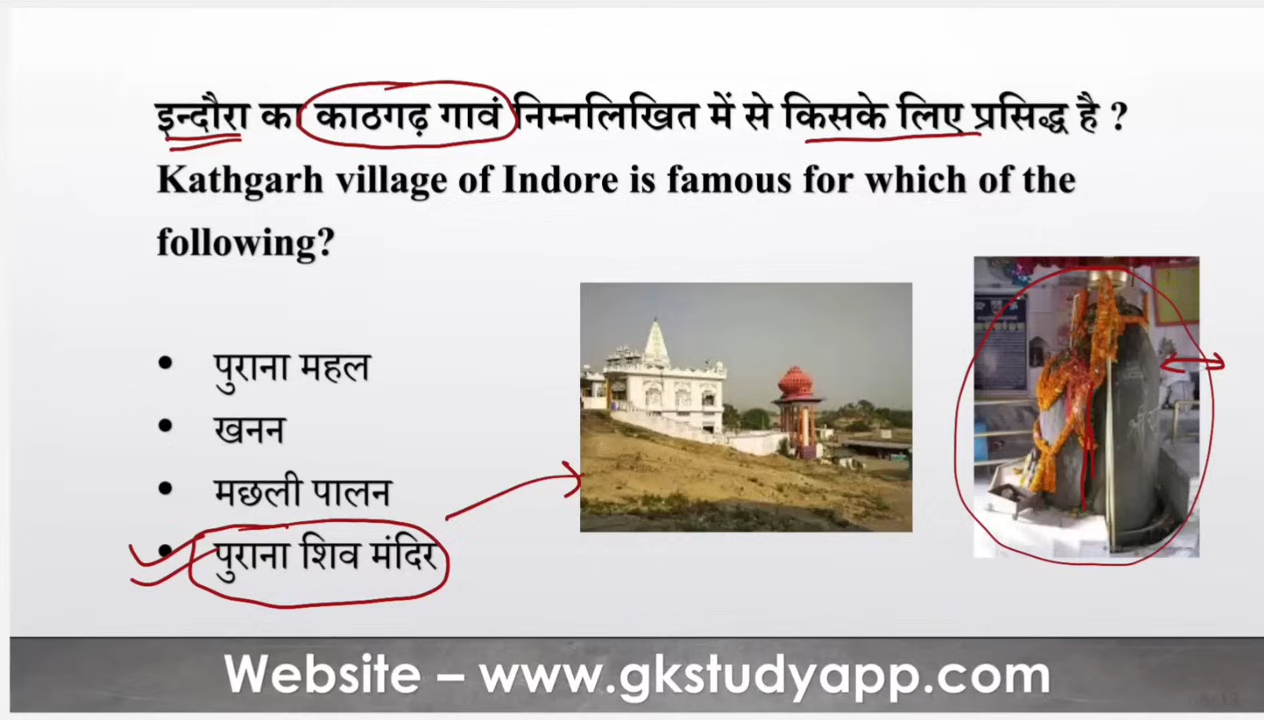 इन्दौरा का काठगढ़ गावं निम्नलिखित में से किसके लिए प्रसिद्ध है ?
Kathgarh village of Indore is famous for which of the
following?
• पुराना महल
• खनन
• मछली पालन
• पुराना शिव मंदिर
Website – www.gkstudyapp.com